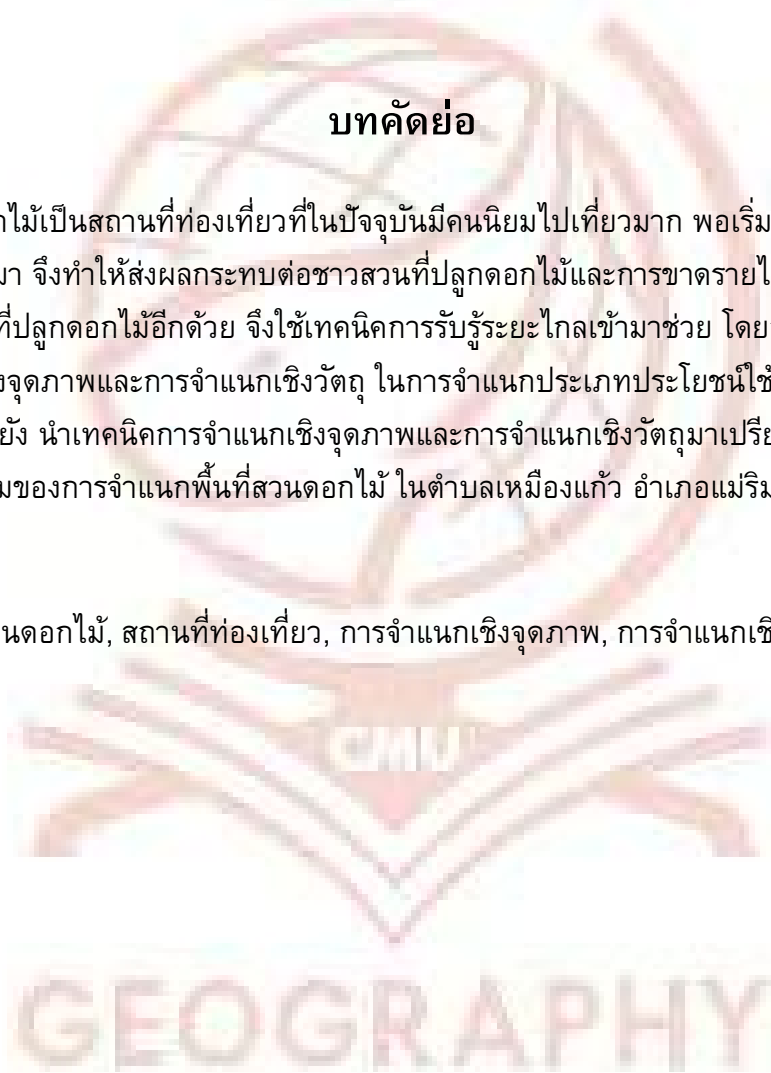 บทคัดย่อ
าไม้เป็นสถานที่ท่องเที่ยวที่ในปัจจุบันมีคนนิยมไปเที่ยวมาก พอเริ่ม
มา จึงทำให้ส่งผลกระทบต่อชาวสวนที่ปลูกดอกไม้และการขาดรายไ
ที่ปลูกดอกไม้อีกด้วย จึงใช้เทคนิคการรับรู้ระยะไกลเข้ามาช่วย โดย
งจุดภาพและการจำแนกเชิงวัตถุ ในการจำแนกประเภทประโยชน์ใช้
ยัง นำเทคนิคการจำแนกเชิงจุดภาพและการจำแนกเชิงวัตถุมาเปรีย
มของการจำแนกพื้นที่สวนดอกไม้ ในตำบลเหมืองแก้ว อำเภอแม่ริม
นดอกไม้, สถานที่ท่องเที่ยว, การจำแนกเชิงจุดภาพ, การจำแนกเชิ
CMU
GEOGRAPHY